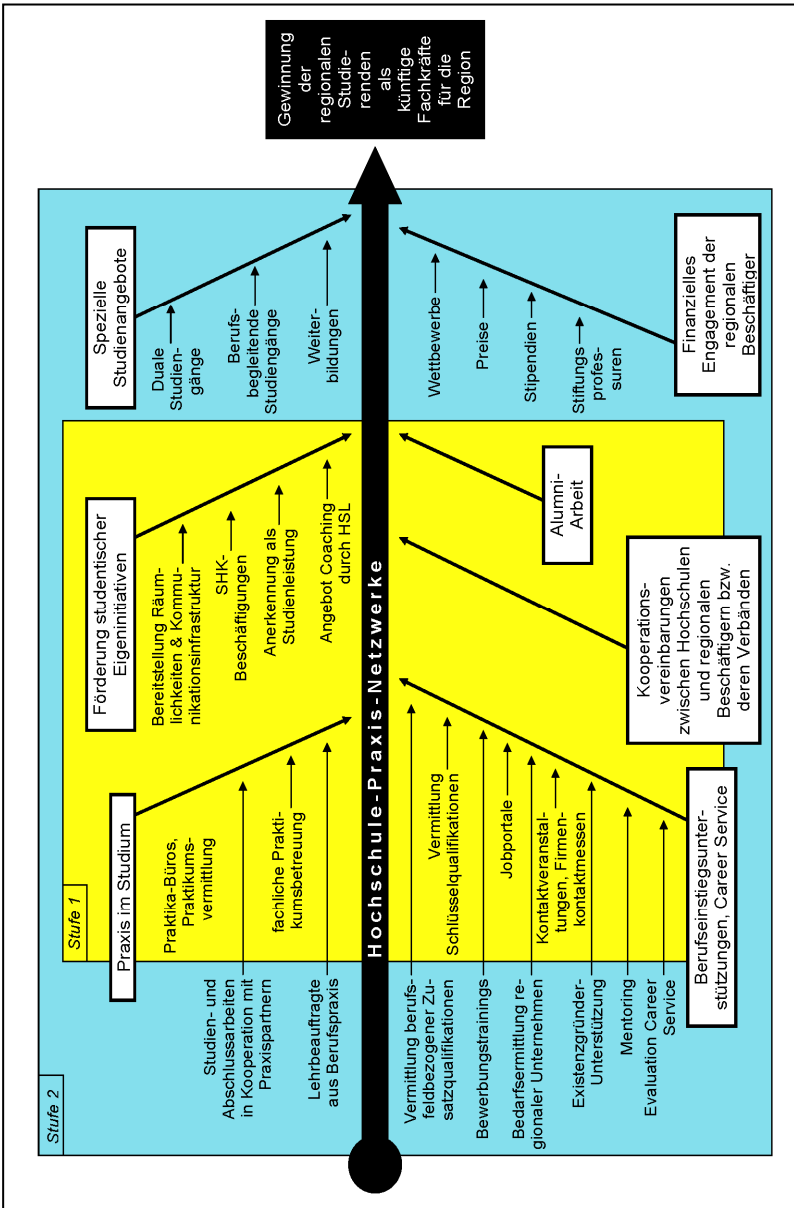 Stufe 2
Stufe 1
Praxis im Studium
Praktika-Büros,
Praktikums-
vermittlung
Studien- und
Abschlussarbeiten
in Kooperation mit
Praxispartnern
fachliche Prakti-
kumsbetreuung
Lehrbeauftragte
aus Berufspraxis
Förderung studentischer
Eigeninitiativen
Bereitstellung Räum-
lichkeiten & Kommu-
nikationsinfrastruktur
SHK-
Beschäftigungen
Anerkennung als
Studienleistung
Angebot Coaching
durch HSL
Spezielle
Studienangebote
Duale
Studien-
gänge
Berufs-
begleitende
Studiengänge
Weiter-
bildungen
Hochschule-Praxis-Netzwerke
Gewinnung
der
regionalen
Studie-
renden
als
künftige
Fachkräfte
für die
Region
Vermittlung berufs-
feldbezogener Zu-
satzqualifikationen
Vermittlung
Schlüsselqualifikationen
Bewerbungstrainings
Jobportale
Bedarfsermittlung re-
gionaler Unternehmen
Kontaktveranstal-
tungen, Firmen-
kontaktmessen
Existenzgründer-
Unterstützung
Mentoring
Evaluation Career
Service
Berufseinstiegsunter-
stützungen, Career Service
Kooperations-
vereinbarungen
zwischen Hochschulen
und regionalen
Beschäftigern bzw.
deren Verbänden
Alumni-
Arbeit
Wettbewerbe
Preise
Stipendien
Stiftungs-
profes-
suren
Finanzielles
Engagement der
regionalen
Beschäftiger